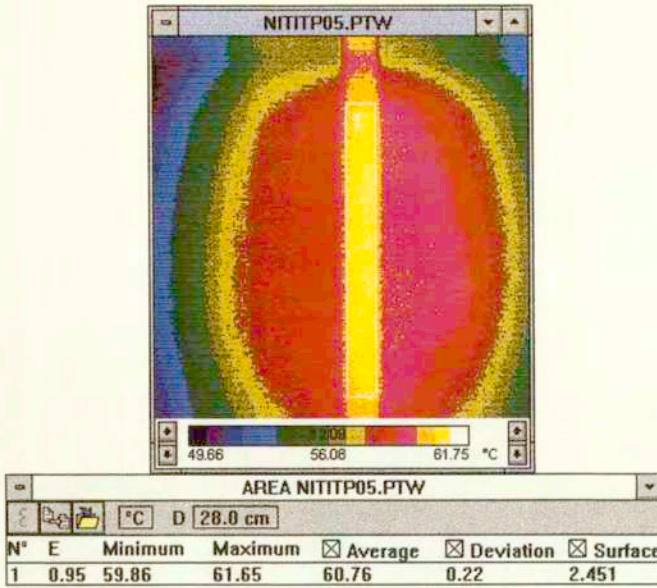 NITITP05.PTW
49.66 56.08 61.75 °C
AREA NITITP05.PTW
°C D 28.0 cm
N° E Minimum Maximum Average Deviation Surface
1 0.95 59.86 61.65 60.76 0.22 2.451